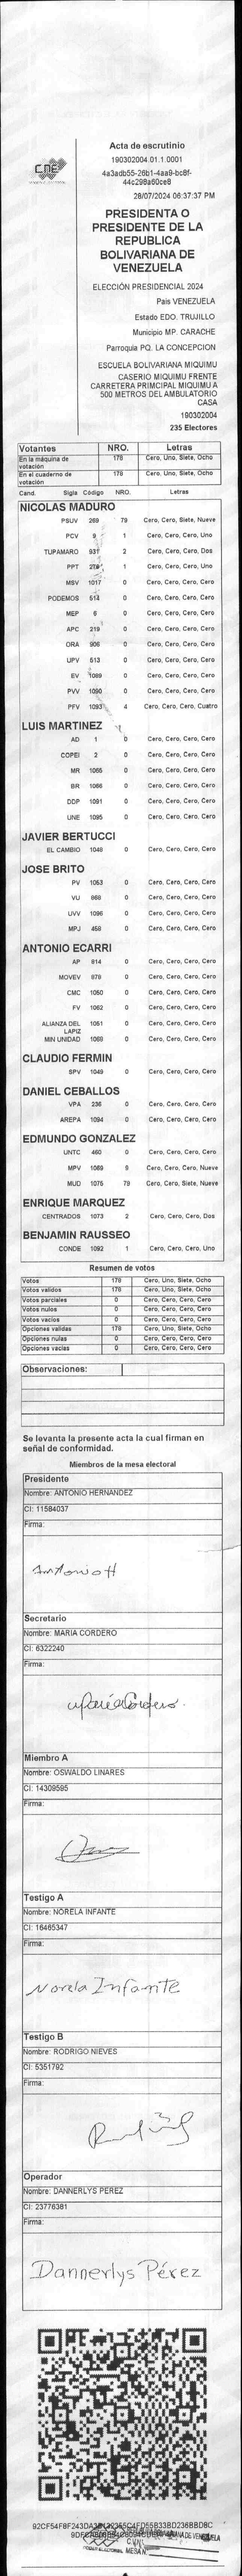 CNE
Acta de escrutinio
190302004.01.1.0001
4a3adb55-26b1-4aa9-bc8f-
44c298a60ce8
28/07/2024 06:37:37 PM
PRESIDENTA O
PRESIDENTE DE LA
REPUBLICA
BOLIVARIANA DE
VENEZUELA
ELECCIÓN PRESIDENCIAL 2024
Pais VENEZUELA
Estado EDO. TRUJILLO
Municipio MP. CARACHE
Parroquia PQ. LA CONCEPCION
ESCUELA BOLIVARIANA MIQUIMU
CASERIO MIQUIMU FRENTE
CARRETERA PRINCIPAL MIQUIMU A
500 METROS DEL AMBULATORIO
CASA
190302004
235 Electores
Votantes NRO. Letras
En la máquina de votación 178 Cero, Uno, Siete, Ocho
En el cuaderno de votación 178 Cero, Uno, Siete, Ocho
Cand. Sigla Código NRO. Letras
NICOLAS MADURO
PSUV 269 79 Cero, Cero, Siete, Nueve
PCV 9 1 Cero, Cero, Cero, Uno
TUPAMARO 931 2 Cero, Cero, Cero, Dos
PPT 1 Cero, Cero, Cero, Uno
MSV 1017 0 Cero, Cero, Cero, Cero
PODEMOS 514 0 Cero, Cero, Cero, Cero
MEP 6 0 Cero, Cero, Cero, Cero
APC 219 0 Cero, Cero, Cero, Cero
ORA 906 0 Cero, Cero, Cero, Cero
UPV 513 0 Cero, Cero, Cero, Cero
EV 1089 0 Cero, Cero, Cero, Cero
PVV 1090 0 Cero, Cero, Cero, Cero
PFV 1093 4 Cero, Cero, Cero, Cuatro
LUIS MARTINEZ
AD 1 0 Cero, Cero, Cero, Cero
COPEI 2 0 Cero, Cero, Cero, Cero
MR 1065 0 Cero, Cero, Cero, Cero
BR 1066 0 Cero, Cero, Cero, Cero
DDP 1091 0 Cero, Cero, Cero, Cero
UNE 1095 0 Cero, Cero, Cero, Cero
JAVIER BERTUCCI
EL CAMBIO 1048 0 Cero, Cero, Cero, Cero
JOSE BRITO
PV 1053 0 Cero, Cero, Cero, Cero
VU 868 0 Cero, Cero, Cero, Cero
UVV 1096 0 Cero, Cero, Cero, Cero
MPJ 458 0 Cero, Cero, Cero, Cero
ANTONIO ECARRI
AP 814 0 Cero, Cero, Cero, Cero
MOVEV 978 0 Cero, Cero, Cero, Cero
CMC 1050 0 Cero, Cero, Cero, Cero
FV 1062 0 Cero, Cero, Cero, Cero
ALIANZA DEL LAPIZ 1051 0 Cero, Cero, Cero, Cero
MIN UNIDAD 1069 0 Cero, Cero, Cero, Cero
CLAUDIO FERMIN
SPV 1049 0 Cero, Cero, Cero, Cero
DANIEL CEBALLOS
VPA 236 0 Cero, Cero, Cero, Cero
AREPA 1094 0 Cero, Cero, Cero, Cero
EDMUNDO GONZALEZ
UNTC 460 0 Cero, Cero, Cero, Cero
MPV 1069 9 Cero, Cero, Cero, Nueve
MUD 1075 79 Cero, Cero, Siete, Nueve
ENRIQUE MARQUEZ
CENTRADOS 1073 2 Cero, Cero, Cero, Dos
BENJAMIN RAUSSEO
CONDE 1092 1 Cero, Cero, Cero, Uno
Resumen de votos
Votos 178 Cero, Uno, Siete, Ocho
Votos válidos 178 Cero, Uno, Siete, Ocho
Votos parciales 0 Cero, Cero, Cero, Cero
Votos nulos 0 Cero, Cero, Cero, Cero
Votos vacíos 0 Cero, Cero, Cero, Cero
Opciones validas 178 Cero, Uno, Siete, Ocho
Opciones nulas 0 Cero, Cero, Cero, Cero
Opciones vacías 0 Cero, Cero, Cero, Cero
Observaciones:
Se levanta la presente acta la cual firman en
señal de conformidad.
Miembros de la mesa electoral
Presidente
Nombre: ANTONIO HERNANDEZ
CI: 11584037
Firma:
Antonio H
Secretario
Nombre: MARIA CORDERO
CI: 6322240
Firma:
María Cordero
Miembro A
Nombre: OSWALDO LINARES
CI: 14309595
Firma:
Testigo A
Nombre: NORELA INFANTE
CI: 16465347
Firma:
Norela Infante
Testigo B
Nombre: RODRIGO NIEVES
CI: 5351792
Firma:
Operador
Nombre: DANNERLYS PEREZ
CI: 23776381
Firma:
Dannerlys Pérez